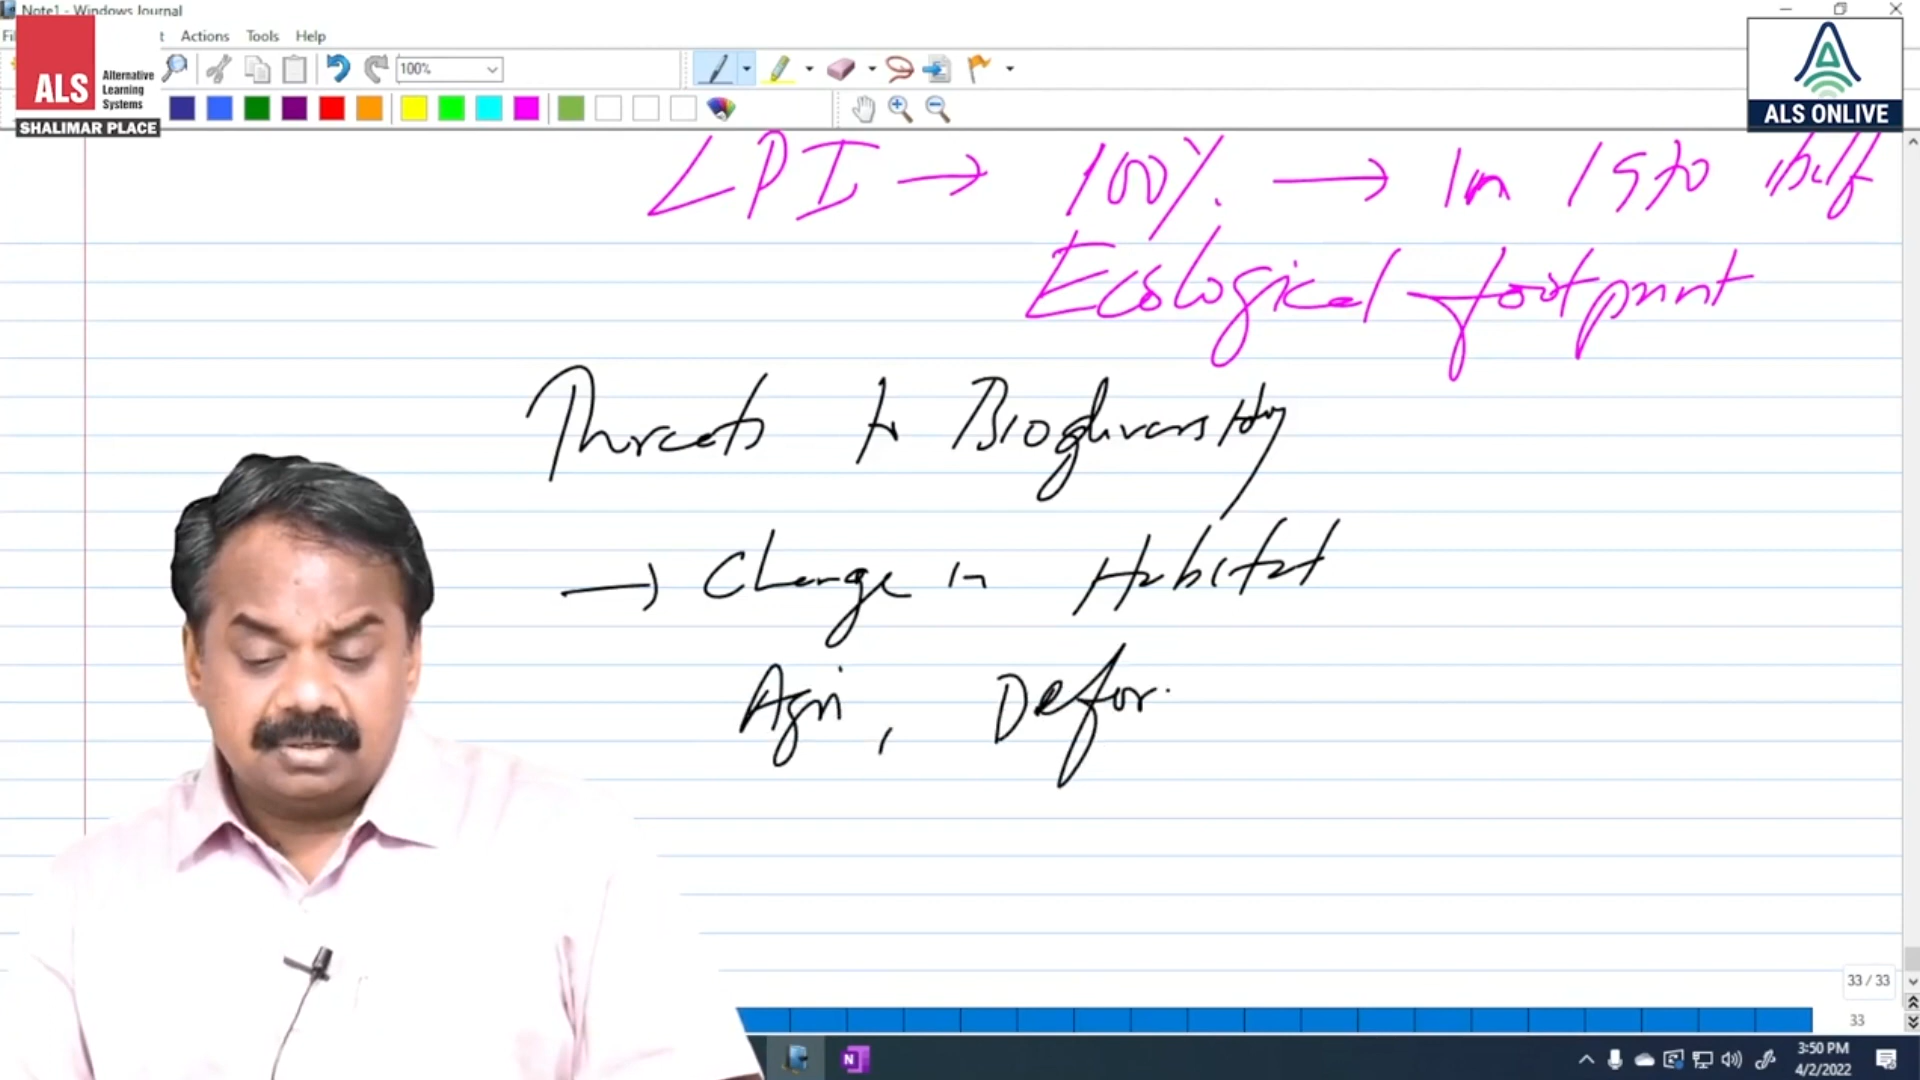 Note1 - Windows Journal
Actions Tools Help
100%
ALS Alternative Learning Systems
SHALIMAR PLACE
ALS ONLIVE
LPI → 100%. → In 1970 half
Ecological footprint
Threats to Biodiversity
→ Change in Habitat
Agri, Defor.
33 / 33
33
N
3:50 PM
4/2/2022